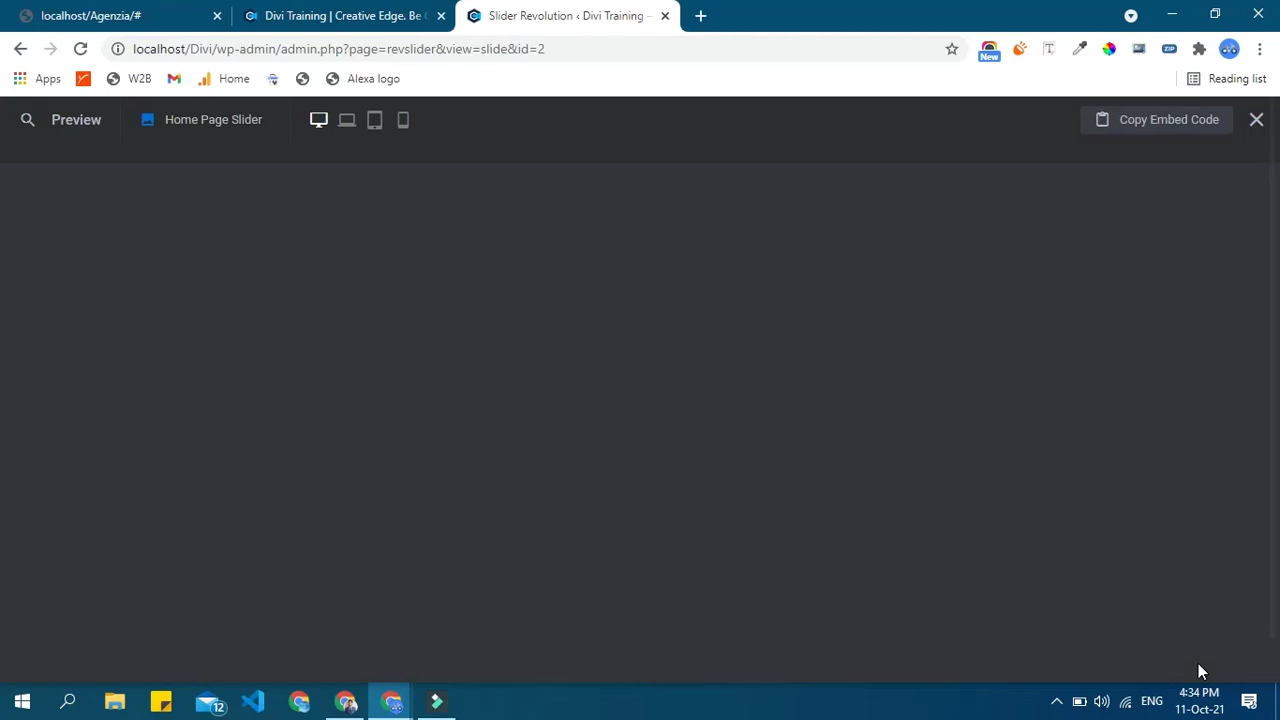 localhost/Agenzia/#
Divi Training | Creative Edge. Be
Slider Revolution ‹ Divi Training —
localhost/Divi/wp-admin/admin.php?page=revslider&view=slide&id=2
New
T
ZIP
Apps
W2B
Home
Alexa logo
Reading list
Preview
Home Page Slider
Copy Embed Code
12
ENG
4:34 PM
11-Oct-21